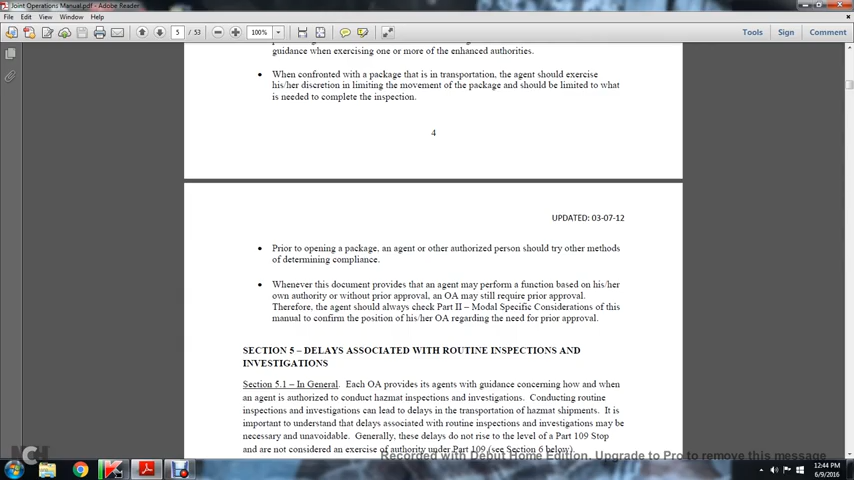 Joint Operations Manual.pdf - Adobe Reader
File Edit View Window Help
5 / 53 100% Tools Sign Comment
guidance when exercising one or more of the enhanced authorities.
• When confronted with a package that is in transportation, the agent should exercise
his/her discretion in limiting the movement of the package and should be limited to what
is needed to complete the inspection.
4
UPDATED: 03-07-12
• Prior to opening a package, an agent or other authorized person should try other methods
of determining compliance.
• Whenever this document provides that an agent may perform a function based on his/her
own authority or without prior approval, an OA may still require prior approval.
Therefore, the agent should always check Part II – Modal Specific Considerations of this
manual to confirm the position of his/her OA regarding the need for prior approval.
SECTION 5 – DELAYS ASSOCIATED WITH ROUTINE INSPECTIONS AND
INVESTIGATIONS
Section 5.1 – In General. Each OA provides its agents with guidance concerning how and when
an agent is authorized to conduct hazmat inspections and investigations. Conducting routine
inspections and investigations can lead to delays in the transportation of hazmat shipments. It is
important to understand that delays associated with routine inspections and investigations may be
necessary and unavoidable. Generally, these delays do not rise to the level of a Part 109 Stop
and are not considered an exercise of authority under Part 109 (see Section 6 below).
Recorded with Debut Home Edition. Upgrade to Pro to remove this message
NCH
12:44 PM
6/9/2016